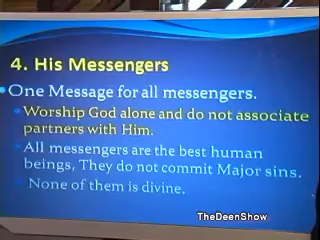 4. His Messengers
One Message for all messengers.
Worship God alone and do not associate
partners with Him.
All messengers are the best human
beings, They do not commit Major sins.
None of them is divine.
TheDeenShow